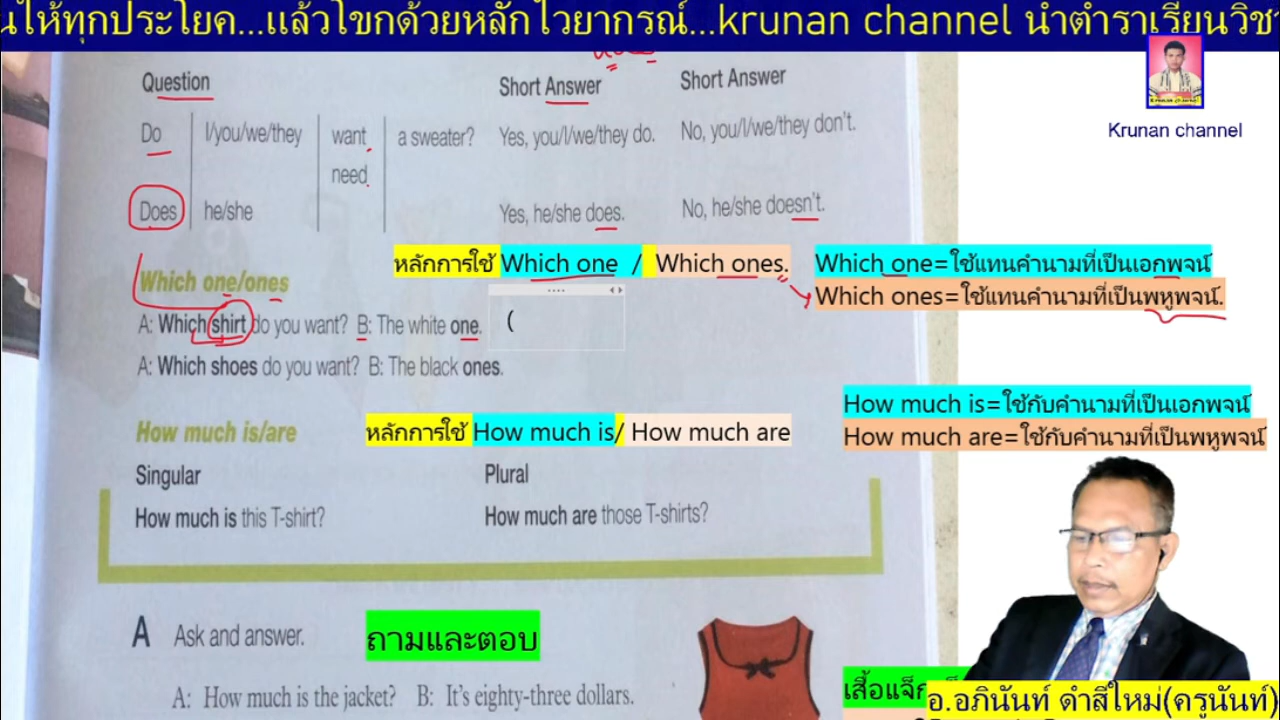 นให้ทุกประโยค...แล้วโขกด้วยหลักไวยากรณ์...krunan channel นำตำราเรียนวิชา
Krunan channel
Question Short Answer Short Answer
Do I/you/we/they want a sweater? Yes, you/I/we/they do. No, you/I/we/they don't.
need
Does he/she Yes, he/she does. No, he/she doesn't.
หลักการใช้ Which one / Which ones.
Which one=ใช้แทนคำนามที่เป็นเอกพจน์
Which ones=ใช้แทนคำนามที่เป็นพหูพจน์.
Which one/ones
A: Which shirt do you want? B: The white one. (
A: Which shoes do you want? B: The black ones.
How much is=ใช้กับคำนามที่เป็นเอกพจน์
How much are=ใช้กับคำนามที่เป็นพหูพจน์
How much is/are หลักการใช้ How much is/ How much are
Singular Plural
How much is this T-shirt? How much are those T-shirts?
A Ask and answer. ถามและตอบ
A: How much is the jacket? B: It's eighty-three dollars.
อ.อภินันท์ ดำสีใหม่(ครูนันท์)